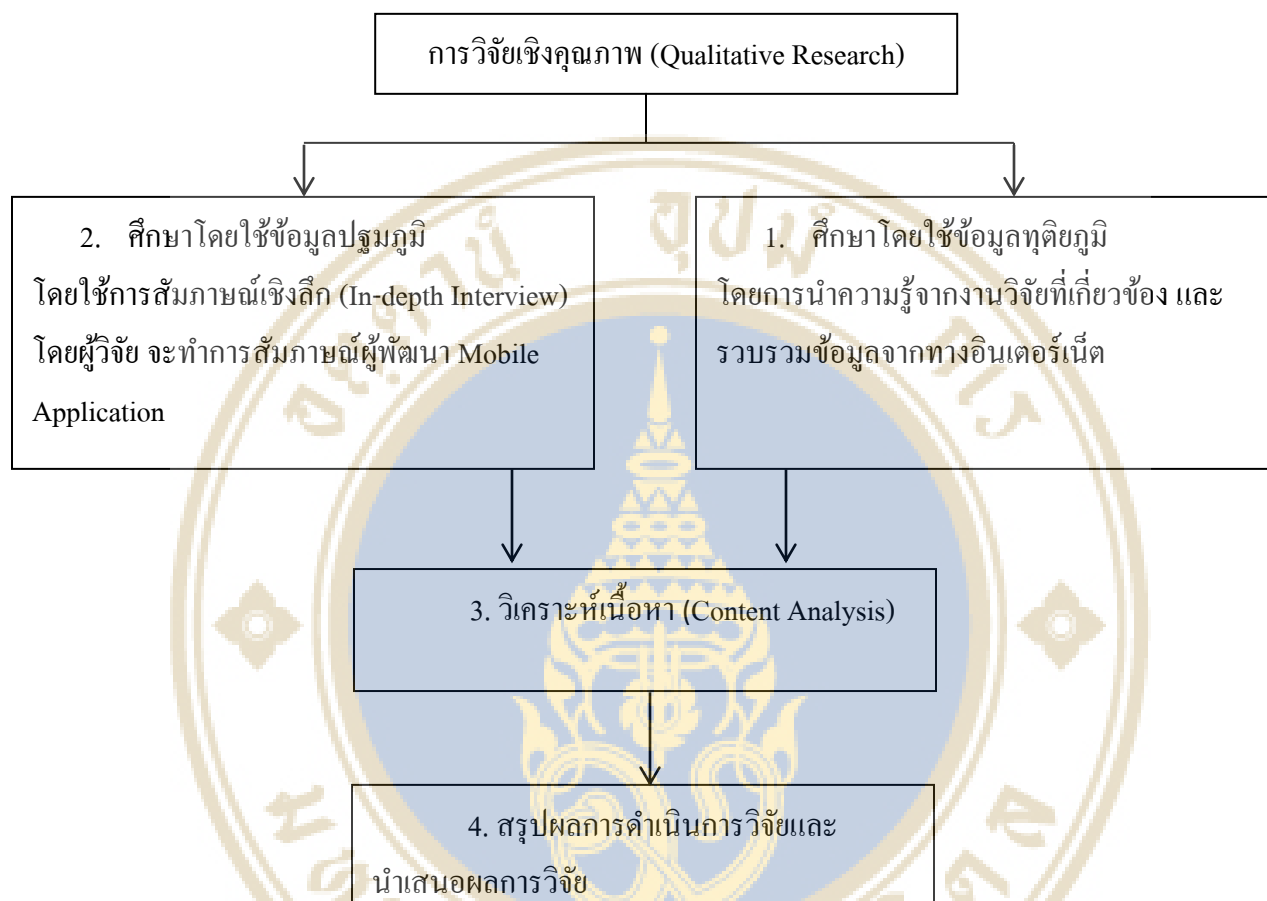 การวิจัยเชิงคุณภาพ (Qualitative Research)
2. ศึกษาโดยใช้ข้อมูลปฐมภูมิ
โดยใช้การสัมภาษณ์เชิงลึก (In-depth Interview)
โดยผู้วิจัย จะทำการสัมภาษณ์ผู้พัฒนา Mobile
Application
1. ศึกษาโดยใช้ข้อมูลทุติยภูมิ
โดยการนำความรู้จากงานวิจัยที่เกี่ยวข้อง และ
รวบรวมข้อมูลจากทางอินเตอร์เน็ต
3. วิเคราะห์เนื้อหา (Content Analysis)
4. สรุปผลการดำเนินการวิจัยและ
นำเสนอผลการวิจัย